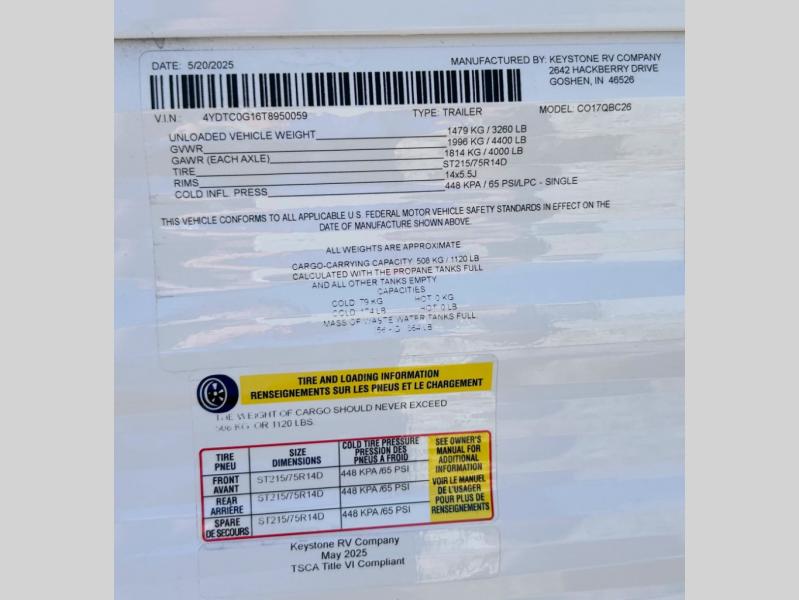 DATE: 5/20/2025
MANUFACTURED BY: KEYSTONE RV COMPANY
2642 HACKBERRY DRIVE
GOSHEN, IN 46526
V.I.N.: 4YDTC0G16T8950059 TYPE: TRAILER MODEL: CO17QBC26
UNLOADED VEHICLE WEIGHT 1479 KG / 3260 LB
GVWR 1996 KG / 4400 LB
GAWR (EACH AXLE) 1814 KG / 4000 LB
TIRE ST215/75R14D
RIMS 14x5.5J
COLD INFL. PRESS 448 KPA / 65 PSI/LPC - SINGLE
THIS VEHICLE CONFORMS TO ALL APPLICABLE U.S. FEDERAL MOTOR VEHICLE SAFETY STANDARDS IN EFFECT ON THE
DATE OF MANUFACTURE SHOWN ABOVE.
ALL WEIGHTS ARE APPROXIMATE
CARGO-CARRYING CAPACITY: 508 KG / 1120 LB
CALCULATED WITH THE PROPANE TANKS FULL
AND ALL OTHER TANKS EMPTY
CAPACITIES
COLD: 79 KG HOT: 0 KG
COLD: 174 LB HOT: 0 LB
MASS OF WASTE WATER TANKS FULL
LB
TIRE AND LOADING INFORMATION
RENSEIGNEMENTS SUR LES PNEUS ET LE CHARGEMENT
THE WEIGHT OF CARGO SHOULD NEVER EXCEED
KG OR 1120 LBS.
TIRE
PNEU
SIZE
DIMENSIONS
COLD TIRE PRESSURE
PRESSION DES
PNEUS A FROID
SEE OWNER'S
MANUAL FOR
ADDITIONAL
INFORMATION
VOIR LE MANUEL
DE L'USAGER
POUR PLUS DE
RENSEIGNEMENTS
FRONT
AVANT
ST215/75R14D
448 KPA /65 PSI
REAR
ARRIÈRE
ST215/75R14D
448 KPA /65 PSI
SPARE
DE SECOURS
ST215/75R14D
448 KPA /65 PSI
Keystone RV Company
May 2025
TSCA Title VI Compliant